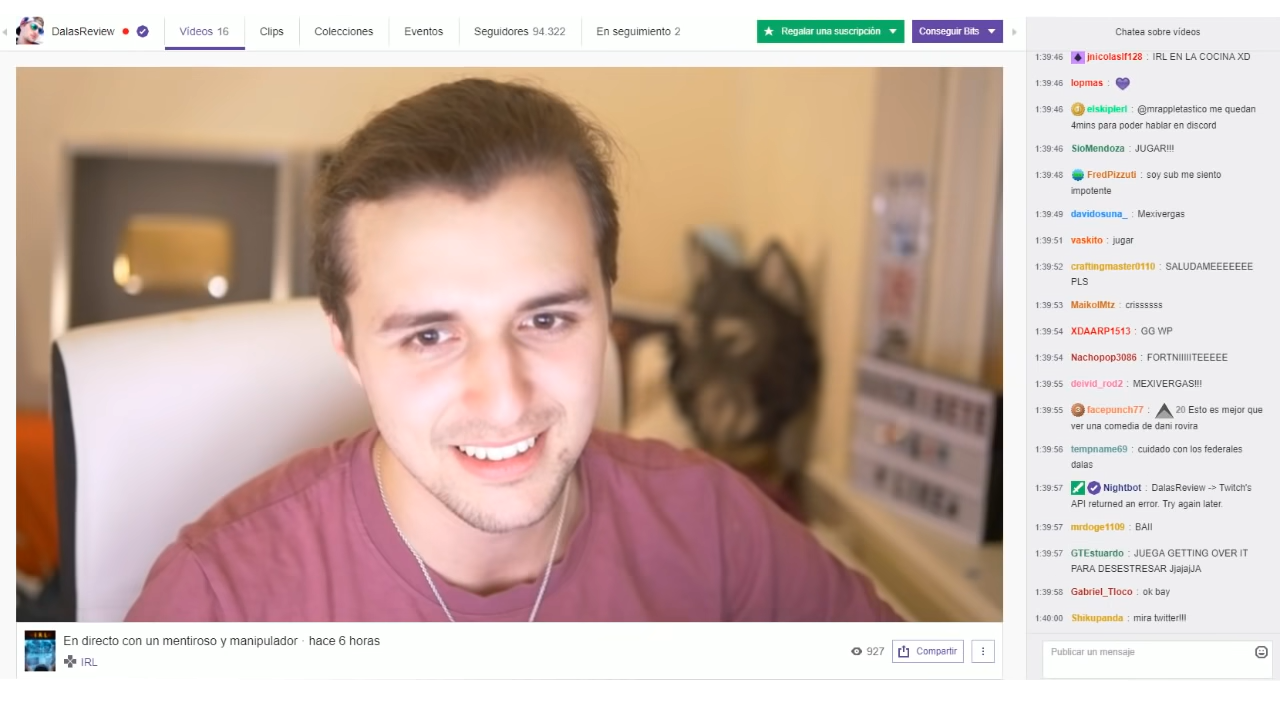 DalasReview
Vídeos 16
Clips
Colecciones
Eventos
Seguidores 94.322
En seguimiento 2
Regalar una suscripción
Conseguir Bits
Chatea sobre vídeos
1:39:46 jnicolaslf128 : IRL EN LA COCINA XD
1:39:46 lopmas :
1:39:46 elskiplerl : @mrappletastico me quedan
4mins para poder hablar en discord
1:39:46 SioMendoza : JUGAR!!!
1:39:48 FredPizzuti : soy sub me siento
impotente
1:39:49 davidosuna_ : Mexivergas
1:39:51 vaskito : jugar
1:39:52 craftingmaster0110 : SALUDAMEEEEEEE
PLS
1:39:53 MaikolMtz : crissssss
1:39:54 XDAARP1513 : GG WP
1:39:54 Nachopop3086 : FORTNIIIIITEEEEE
1:39:55 deivid_rod2 : MEXIVERGAS!!!
1:39:55 facepunch77 : 20 Esto es mejor que
ver una comedia de dani rovira
1:39:56 tempname69 : cuidado con los federales
dalas
1:39:57 Nightbot : DalasReview -> Twitch's
API returned an error. Try again later.
1:39:57 mrdoge1109 : BAII
1:39:57 GTEstuardo : JUEGA GETTING OVER IT
PARA DESESTRESAR JjajajJA
1:39:58 Gabriel_Tloco : ok bay
1:40:00 Shikupanda : mira twitter!!!
Publicar un mensaje
IRL
En directo con un mentiroso y manipulador · hace 6 horas
IRL
927
Compartir